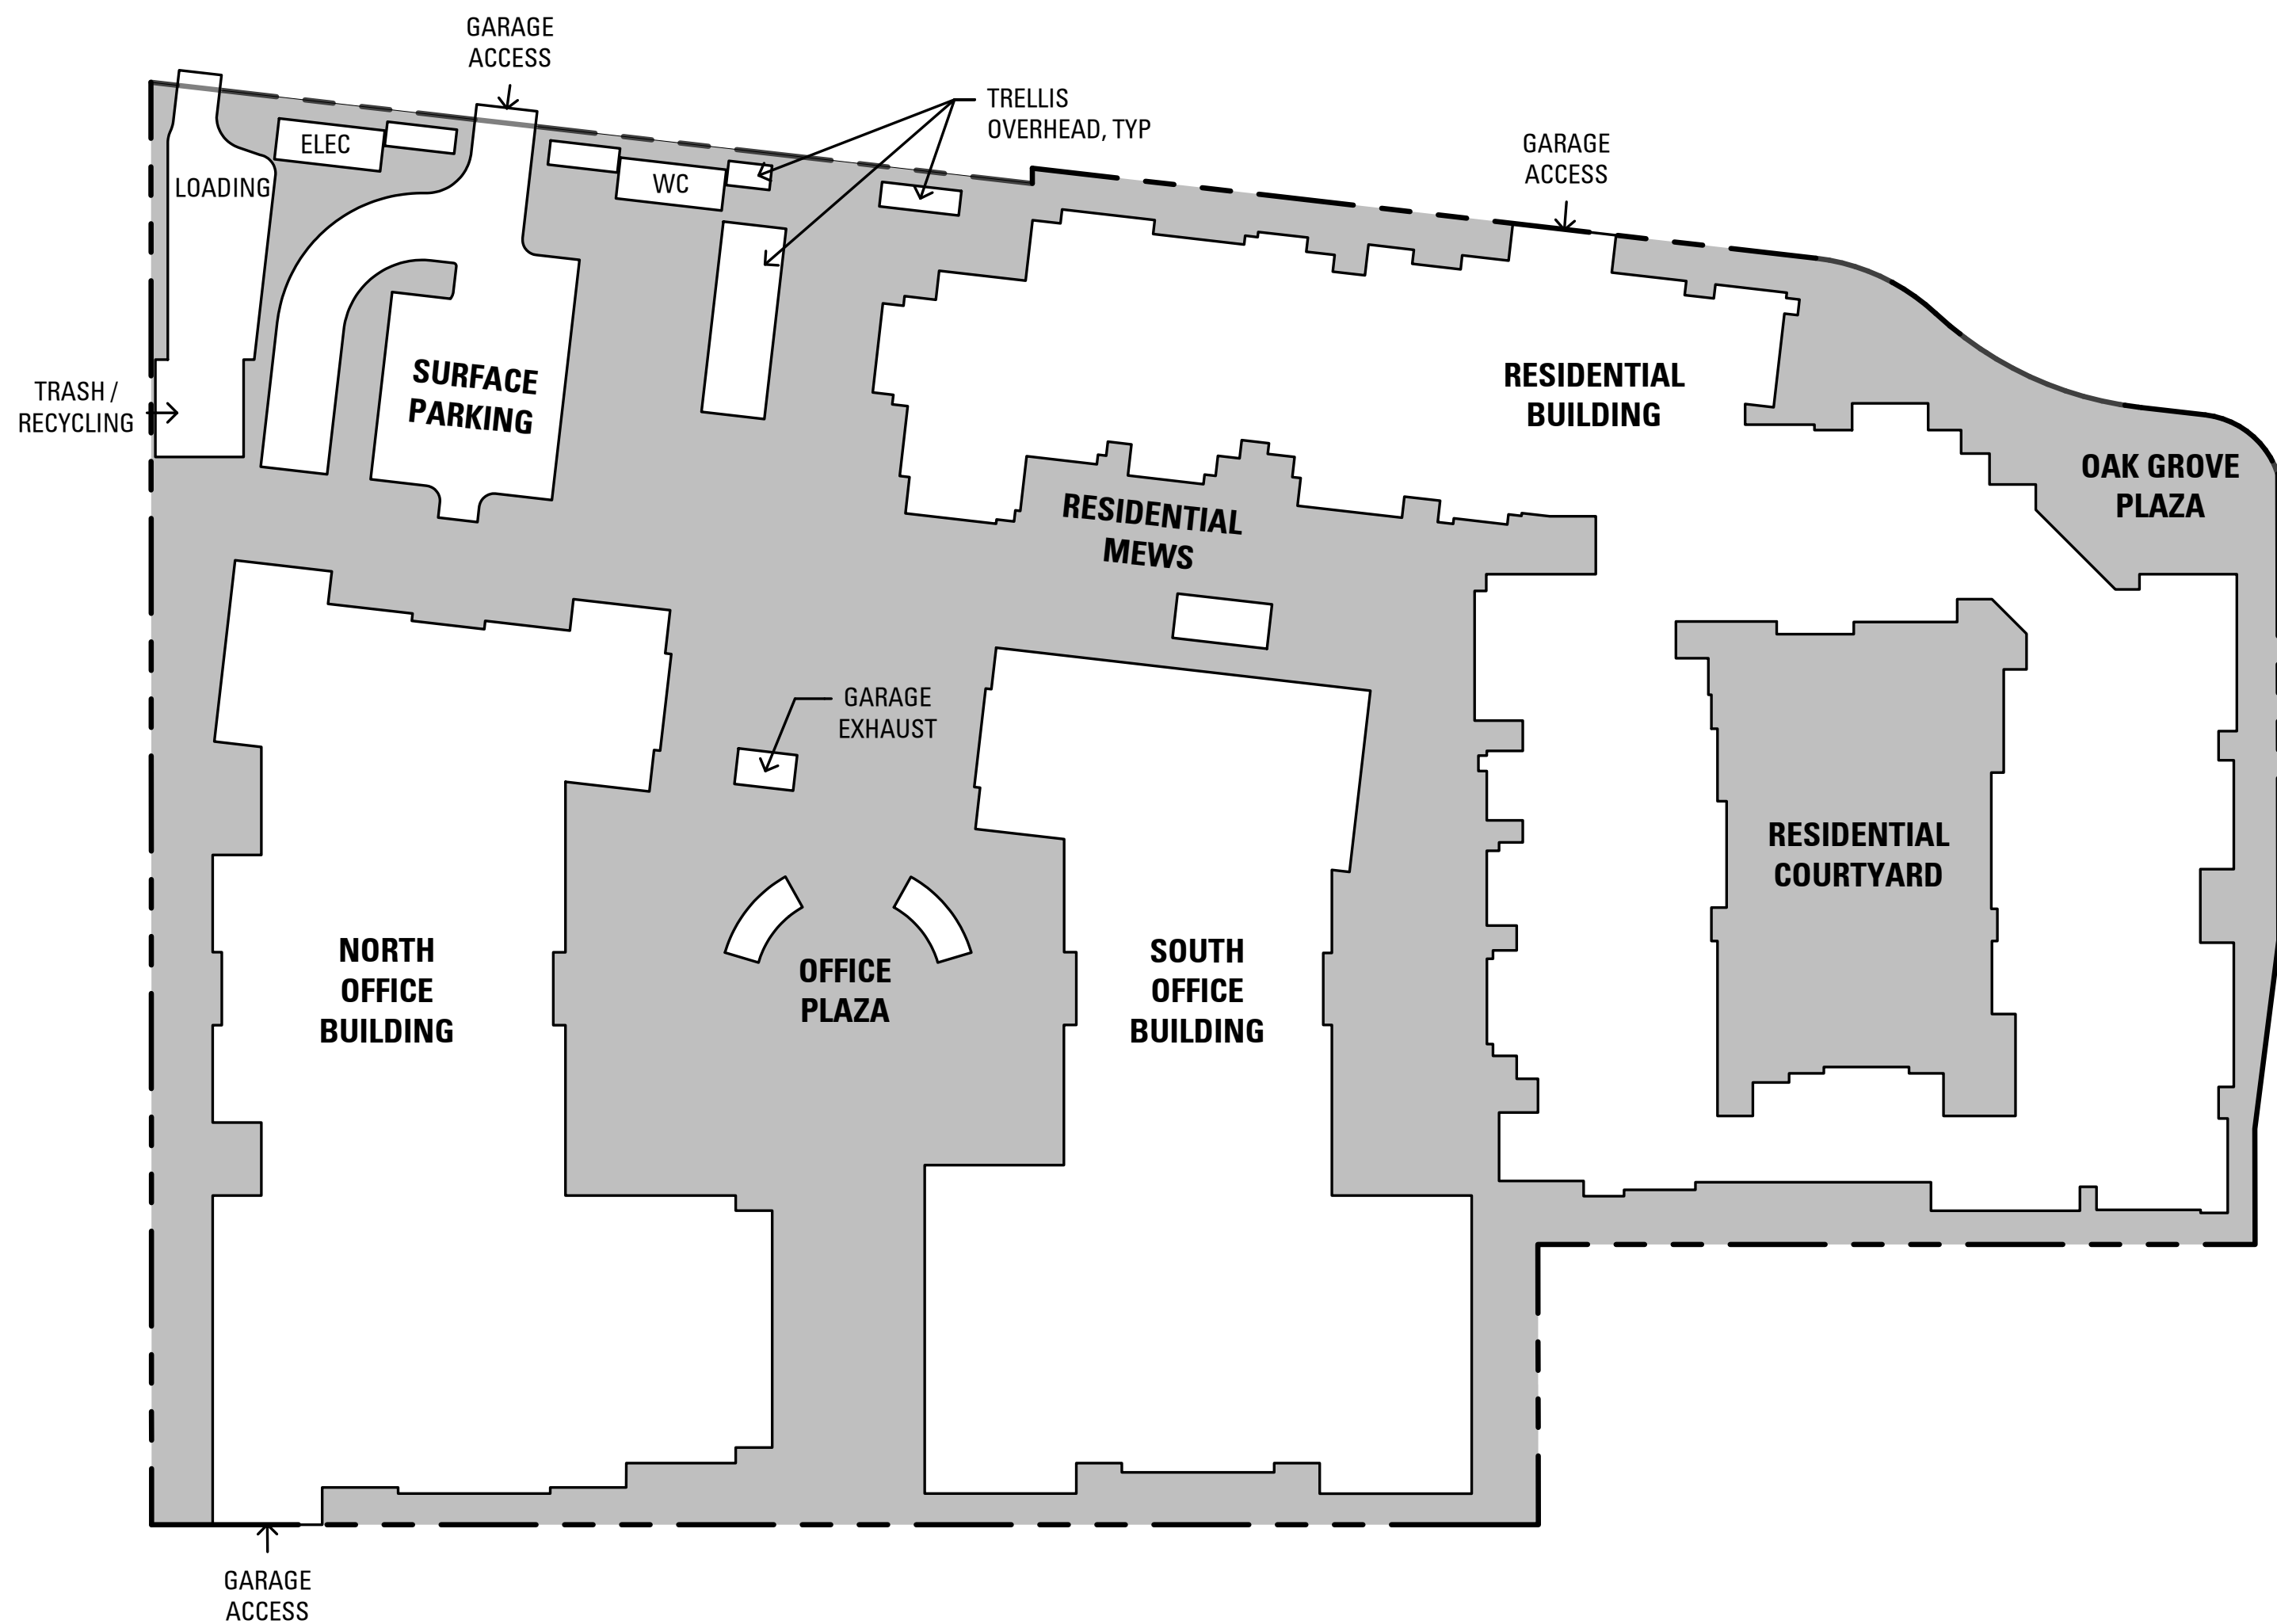 GARAGE
ACCESS
TRELLIS
OVERHEAD, TYP
GARAGE
ACCESS
ELEC
WC
LOADING
TRASH /
RECYCLING
SURFACE
PARKING
RESIDENTIAL
BUILDING
OAK GROVE
PLAZA
RESIDENTIAL
MEWS
GARAGE
EXHAUST
RESIDENTIAL
COURTYARD
NORTH
OFFICE
BUILDING
OFFICE
PLAZA
SOUTH
OFFICE
BUILDING
GARAGE
ACCESS